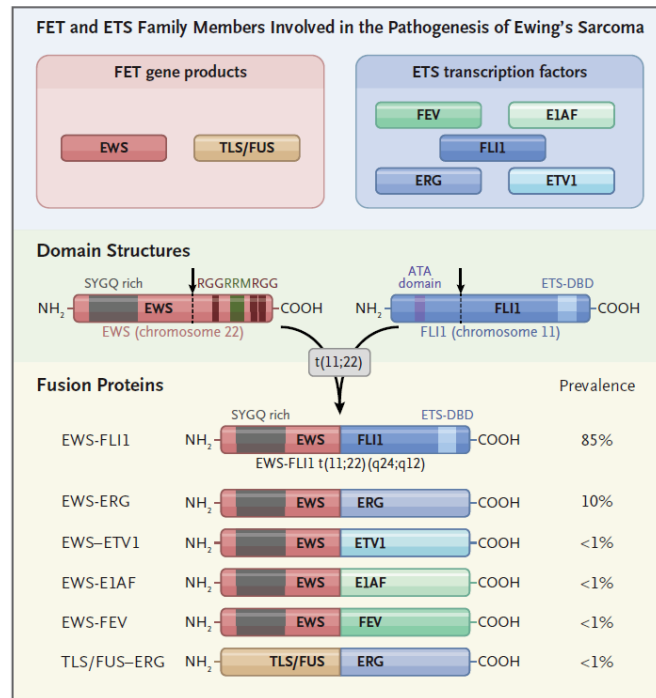 FET and ETS Family Members Involved in the Pathogenesis of Ewing's Sarcoma
FET gene products
EWS
TLS/FUS
ETS transcription factors
FEV
E1AF
FLI1
ERG
ETV1
Domain Structures
SYGQ rich
RGG RRM RGG
NH2
EWS
COOH
EWS (chromosome 22)
ATA
domain
ETS-DBD
NH2
FLI1
COOH
FLI1 (chromosome 11)
t(11;22)
Fusion Proteins
Prevalence
SYGQ rich
ETS-DBD
EWS-FLI1 NH2 EWS FLI1 COOH 85%
EWS-FLI1 t(11;22)(q24;q12)
EWS-ERG NH2 EWS ERG COOH 10%
EWS–ETV1 NH2 EWS ETV1 COOH <1%
EWS-E1AF NH2 EWS E1AF COOH <1%
EWS-FEV NH2 EWS FEV COOH <1%
TLS/FUS–ERG NH2 TLS/FUS ERG COOH <1%